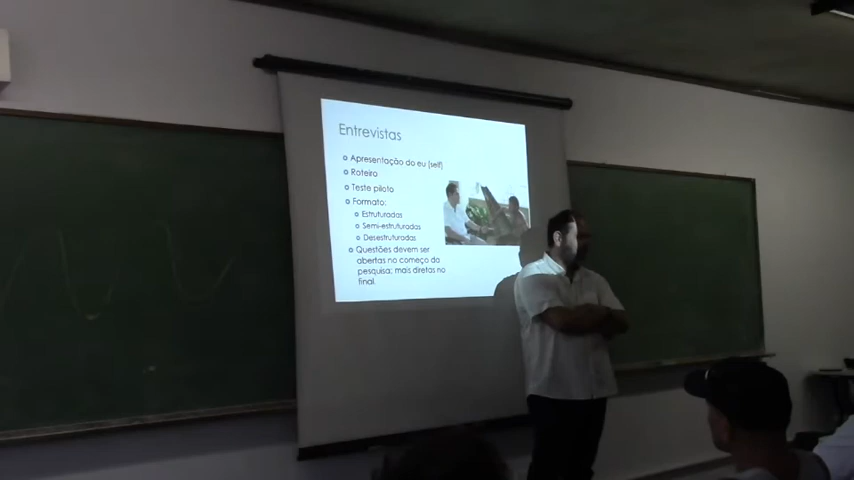 Entrevistas
Apresentação do eu (self)
Roteiro
Teste piloto
Formato:
Estruturadas
Semi-estruturadas
Desestruturadas
Questões devem ser
abertas no começo da
pesquisa; mais diretas no
final.